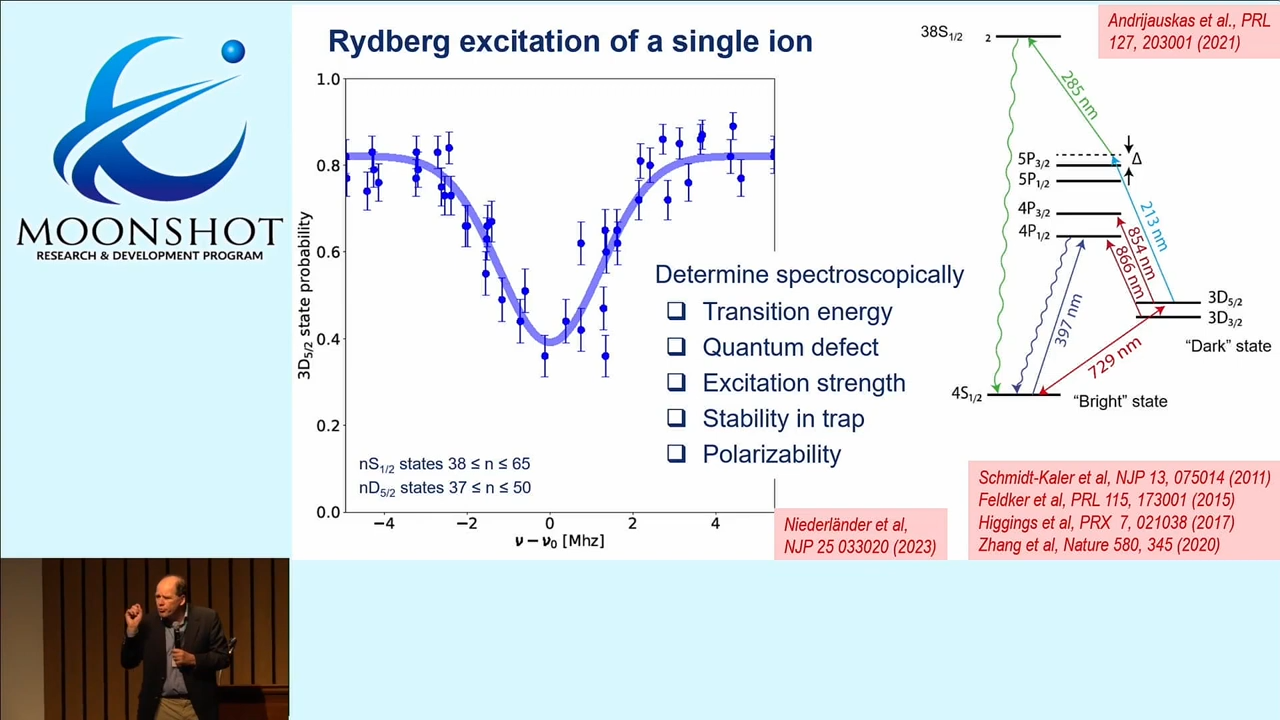 MOONSHOT
RESEARCH & DEVELOPMENT PROGRAM
Rydberg excitation of a single ion
Andrijauskas et al., PRL
127, 203001 (2021)
3D5/2 state probability
1.0
0.8
0.6
0.4
0.2
0.0
−4
−2
0
2
4
ν − ν0 [Mhz]
nS1/2 states 38 ≤ n ≤ 65
nD5/2 states 37 ≤ n ≤ 50
Determine spectroscopically
❑ Transition energy
❑ Quantum defect
❑ Excitation strength
❑ Stability in trap
❑ Polarizability
38S1/2
2
285 nm
5P3/2
Δ
5P1/2
4P3/2
4P1/2
213 nm
854 nm
866 nm
397 nm
729 nm
3D5/2
3D3/2
"Dark" state
4S1/2
"Bright" state
Niederländer et al,
NJP 25 033020 (2023)
Schmidt-Kaler et al, NJP 13, 075014 (2011)
Feldker et al, PRL 115, 173001 (2015)
Higgings et al, PRX 7, 021038 (2017)
Zhang et al, Nature 580, 345 (2020)